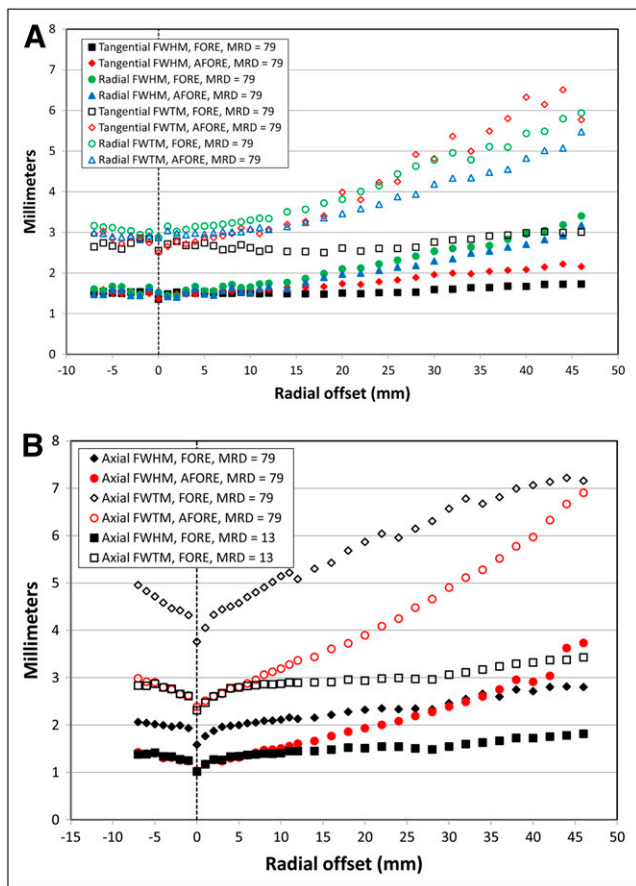 A
8
7
6
5
4
3
2
1
0
Millimeters
Tangential FWHM, FORE, MRD = 79
Tangential FWHM, AFORE, MRD = 79
Radial FWHM, FORE, MRD = 79
Radial FWHM, AFORE, MRD = 79
Tangential FWTM, FORE, MRD = 79
Tangential FWTM, AFORE, MRD = 79
Radial FWTM, FORE, MRD = 79
Radial FWTM, AFORE, MRD = 79
-10 -5 0 5 10 15 20 25 30 35 40 45 50
Radial offset (mm)
B
8
7
6
5
4
3
2
1
0
Millimeters
Axial FWHM, FORE, MRD = 79
Axial FWHM, AFORE, MRD = 79
Axial FWTM, FORE, MRD = 79
Axial FWTM, AFORE, MRD = 79
Axial FWHM, FORE, MRD = 13
Axial FWTM, FORE, MRD = 13
-15 -10 -5 0 5 10 15 20 25 30 35 40 45 50
Radial offset (mm)